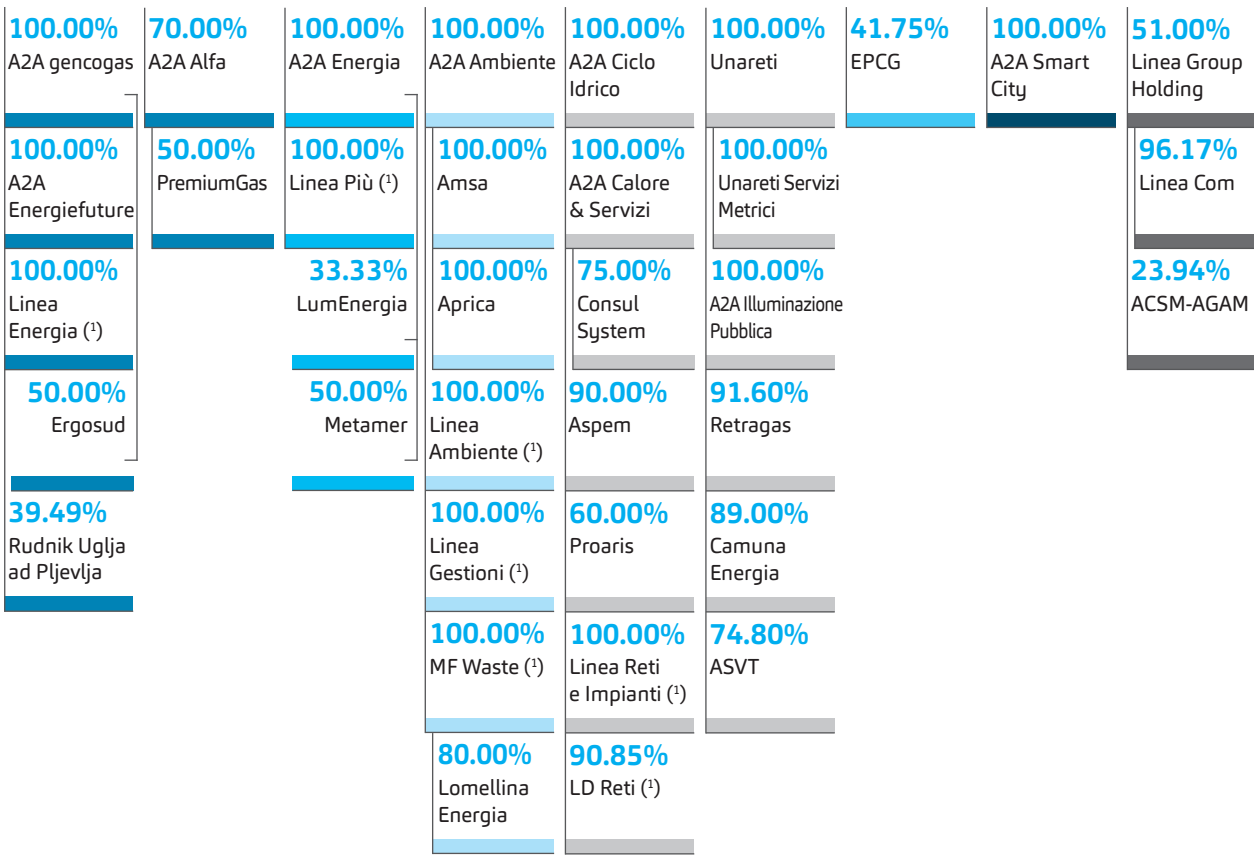 100.00%
A2A gencogas
70.00%
A2A Alfa
100.00%
A2A Energia
100.00%
A2A Ambiente
100.00%
A2A Ciclo
Idrico
100.00%
Unareti
41.75%
EPCG
100.00%
A2A Smart
City
51.00%
Linea Group
Holding
100.00%
A2A
Energiefuture
50.00%
PremiumGas
100.00%
Linea Più (¹)
100.00%
Amsa
100.00%
A2A Calore
& Servizi
100.00%
Unareti Servizi
Metrici
96.17%
Linea Com
100.00%
Linea
Energia (¹)
33.33%
LumEnergia
100.00%
Aprica
75.00%
Consul
System
100.00%
A2A Illuminazione
Pubblica
23.94%
ACSM-AGAM
50.00%
Ergosud
50.00%
Metamer
100.00%
Linea
Ambiente (¹)
90.00%
Aspem
91.60%
Retragas
39.49%
Rudnik Uglja
ad Pljevlja
100.00%
Linea
Gestioni (¹)
60.00%
Proaris
89.00%
Camuna
Energia
100.00%
MF Waste (¹)
100.00%
Linea Reti
e Impianti (¹)
74.80%
ASVT
80.00%
Lomellina
Energia
90.85%
LD Reti (¹)